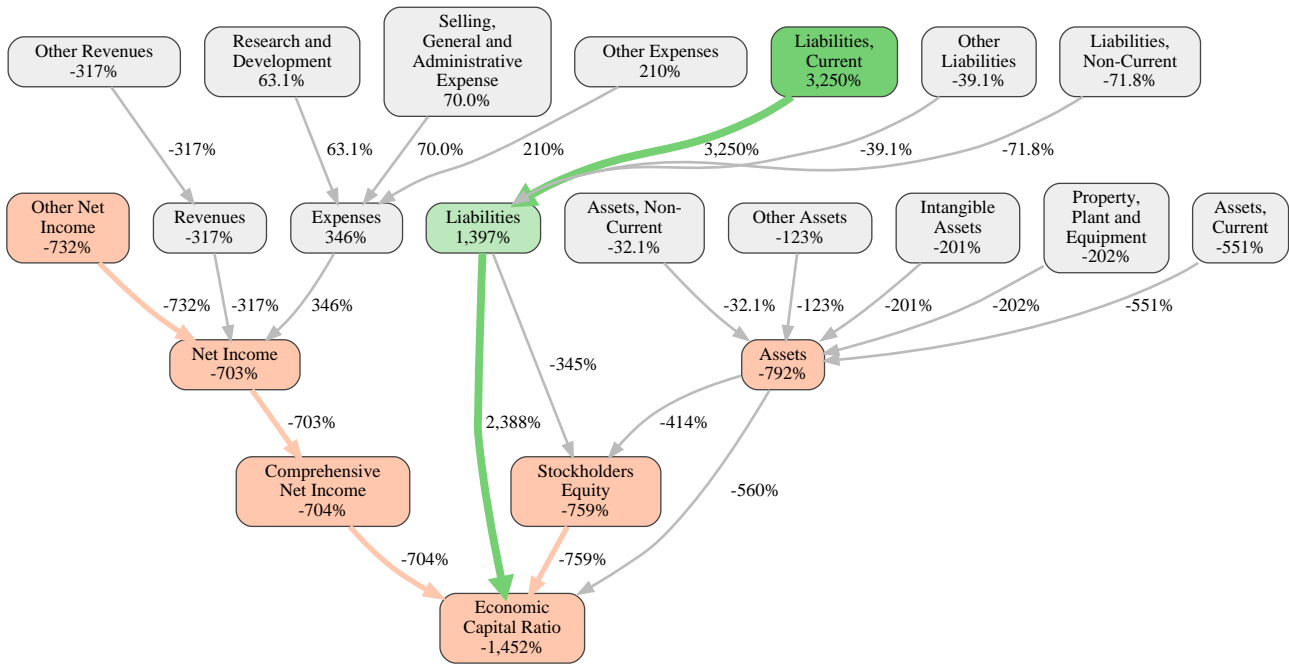 Other Revenues
-317%
Research and
Development
63.1%
Selling,
General and
Administrative
Expense
70.0%
Other Expenses
210%
Liabilities,
Current
3,250%
Other
Liabilities
-39.1%
Liabilities,
Non-Current
-71.8%
-317%
63.1%
70.0%
210%
3,250%
-39.1%
-71.8%
Other Net
Income
-732%
Revenues
-317%
Expenses
346%
Liabilities
1,397%
Assets, Non-
Current
-32.1%
Other Assets
-123%
Intangible
Assets
-201%
Property,
Plant and
Equipment
-202%
Assets,
Current
-551%
-732%
-317%
346%
-32.1%
-123%
-201%
-202%
-551%
Net Income
-703%
-345%
Assets
-792%
-703%
2,388%
-414%
Comprehensive
Net Income
-704%
Stockholders
Equity
-759%
-560%
-704%
-759%
Economic
Capital Ratio
-1,452%